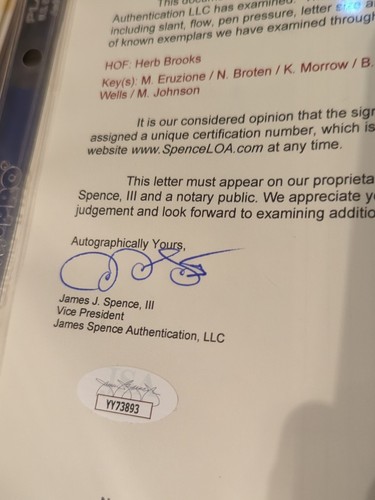 This docu
Authentication LLC has examined
including slant, flow, pen pressure, letter size a
of known exemplars we have examined through
HOF: Herb Brooks
Key(s): M. Eruzione / N. Broten / K. Morrow / B.
Wells / M. Johnson
It is our considered opinion that the sign
assigned a unique certification number, which is
website www.SpenceLOA.com at any time.
This letter must appear on our proprieta
Spence, III and a notary public. We appreciate y
judgement and look forward to examining additio
Autographically Yours,
James J. Spence, III
Vice President
James Spence Authentication, LLC
YY73893